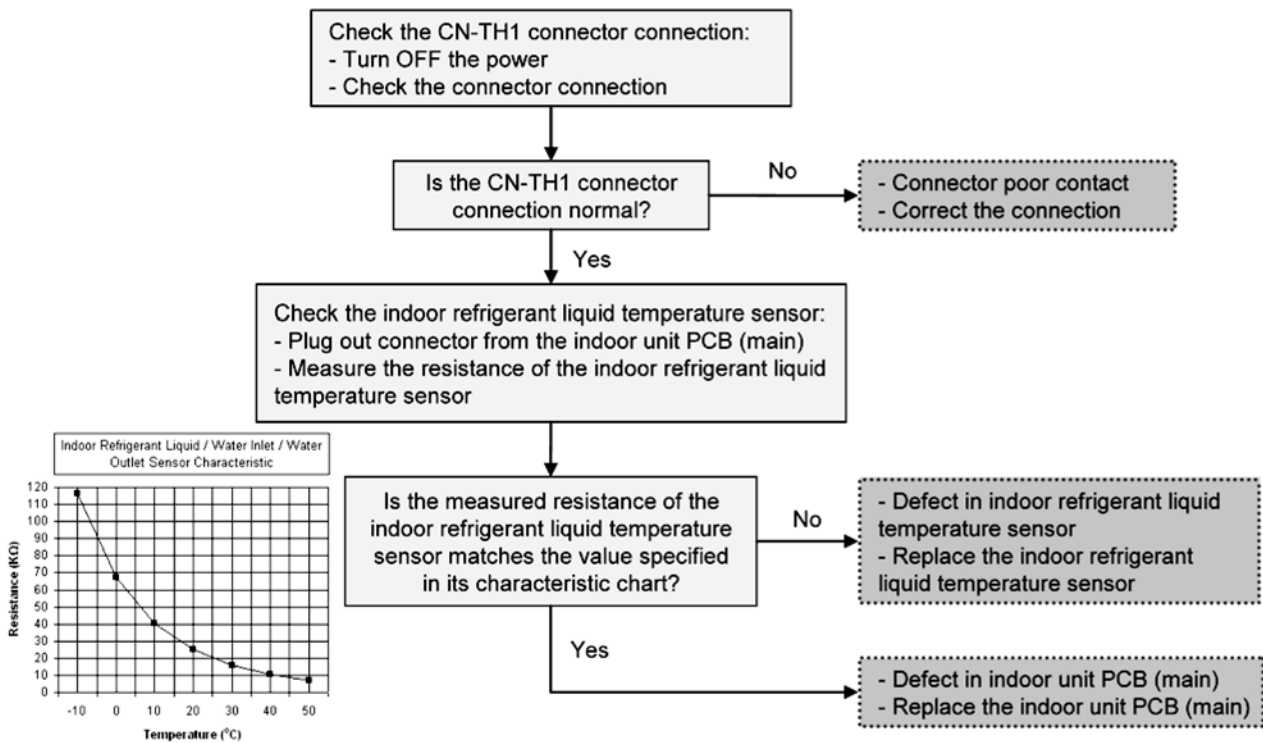 Check the CN-TH1 connector connection:
- Turn OFF the power
- Check the connector connection
Is the CN-TH1 connector
connection normal?
No
- Connector poor contact
- Correct the connection
Yes
Check the indoor refrigerant liquid temperature sensor:
- Plug out connector from the indoor unit PCB (main)
- Measure the resistance of the indoor refrigerant liquid
temperature sensor
Indoor Refrigerant Liquid / Water Inlet / Water
Outlet Sensor Characteristic
Resistance (KΩ)
120
110
100
90
80
70
60
50
40
30
20
10
0
-10 0 10 20 30 40 50
Temperature (°C)
Is the measured resistance of the
indoor refrigerant liquid temperature
sensor matches the value specified
in its characteristic chart?
No
- Defect in indoor refrigerant liquid
temperature sensor
- Replace the indoor refrigerant
liquid temperature sensor
Yes
- Defect in indoor unit PCB (main)
- Replace the indoor unit PCB (main)